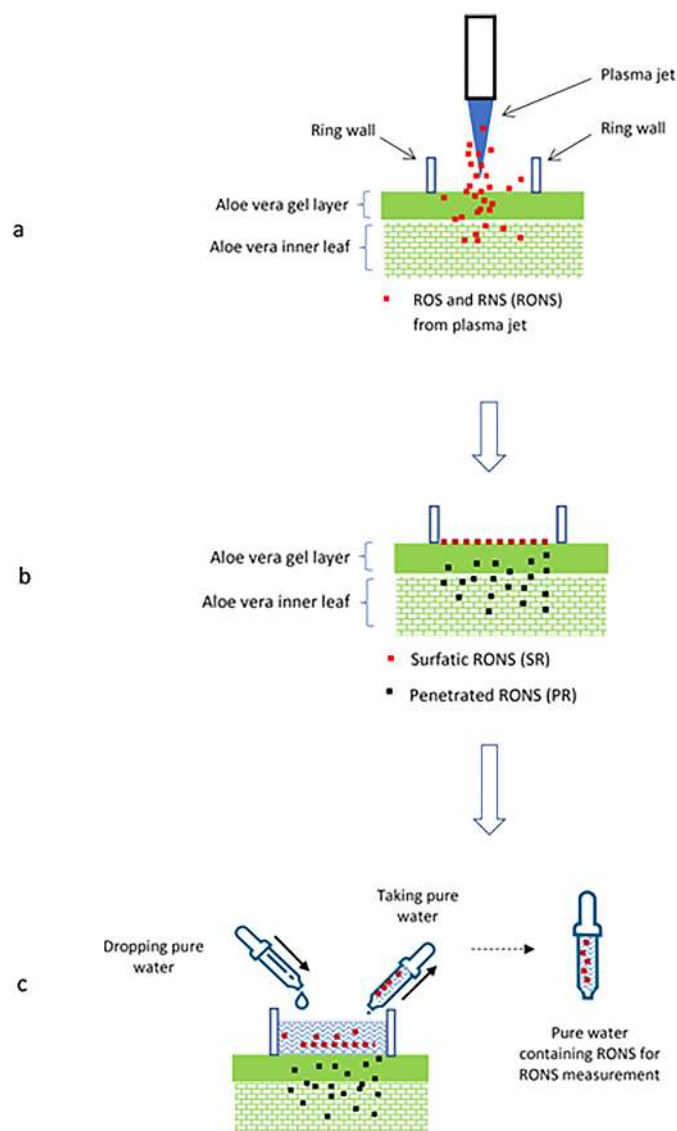 Plasma jet
Ring wall
Ring wall
Aloe vera gel layer
a
Aloe vera inner leaf
ROS and RNS (RONS)
from plasma jet
Aloe vera gel layer
b
Aloe vera inner leaf
Surfatic RONS (SR)
Penetrated RONS (PR)
Taking pure
water
Dropping pure
water
c
Pure water
containing RONS for
RONS measurement